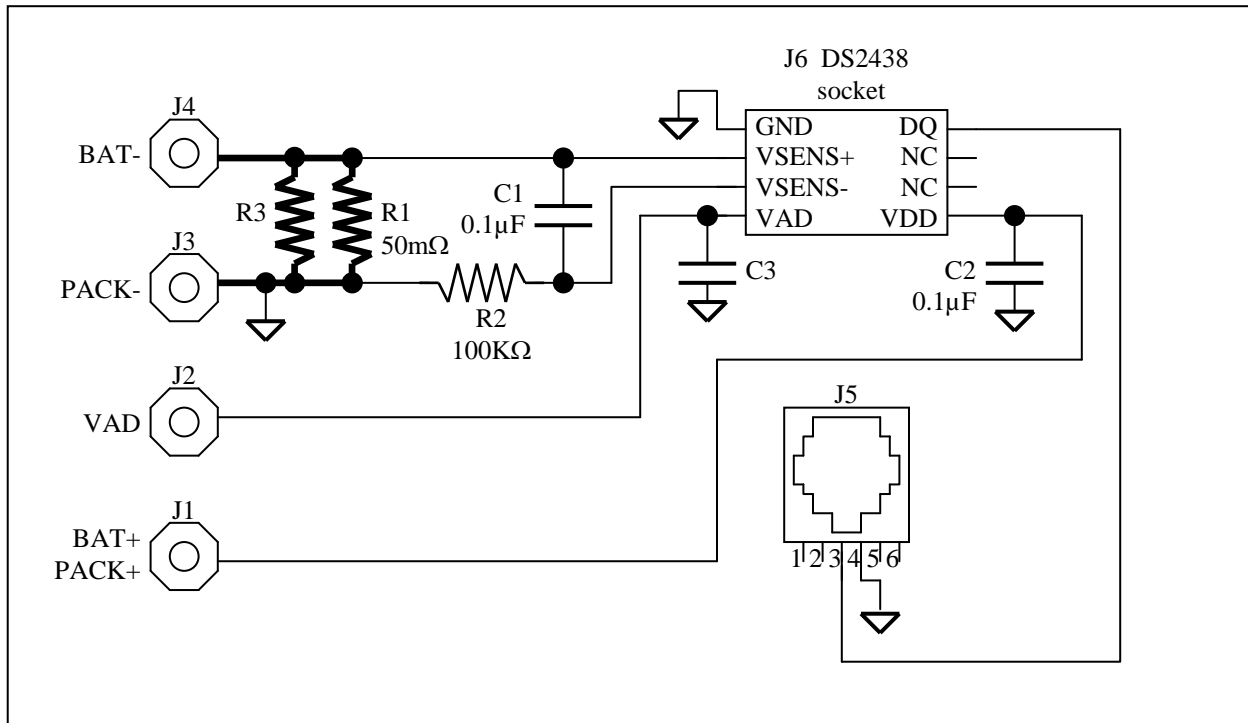 J6 DS2438
socket
J4
BAT-
GND
DQ
VSENS+
NC
VSENS-
NC
VAD
VDD
C1
0.1µF
R3
R1
50mΩ
J3
PACK-
C3
C2
0.1µF
R2
100KΩ
J2
VAD
J5
J1
BAT+
PACK+
1 2 3 4 5 6